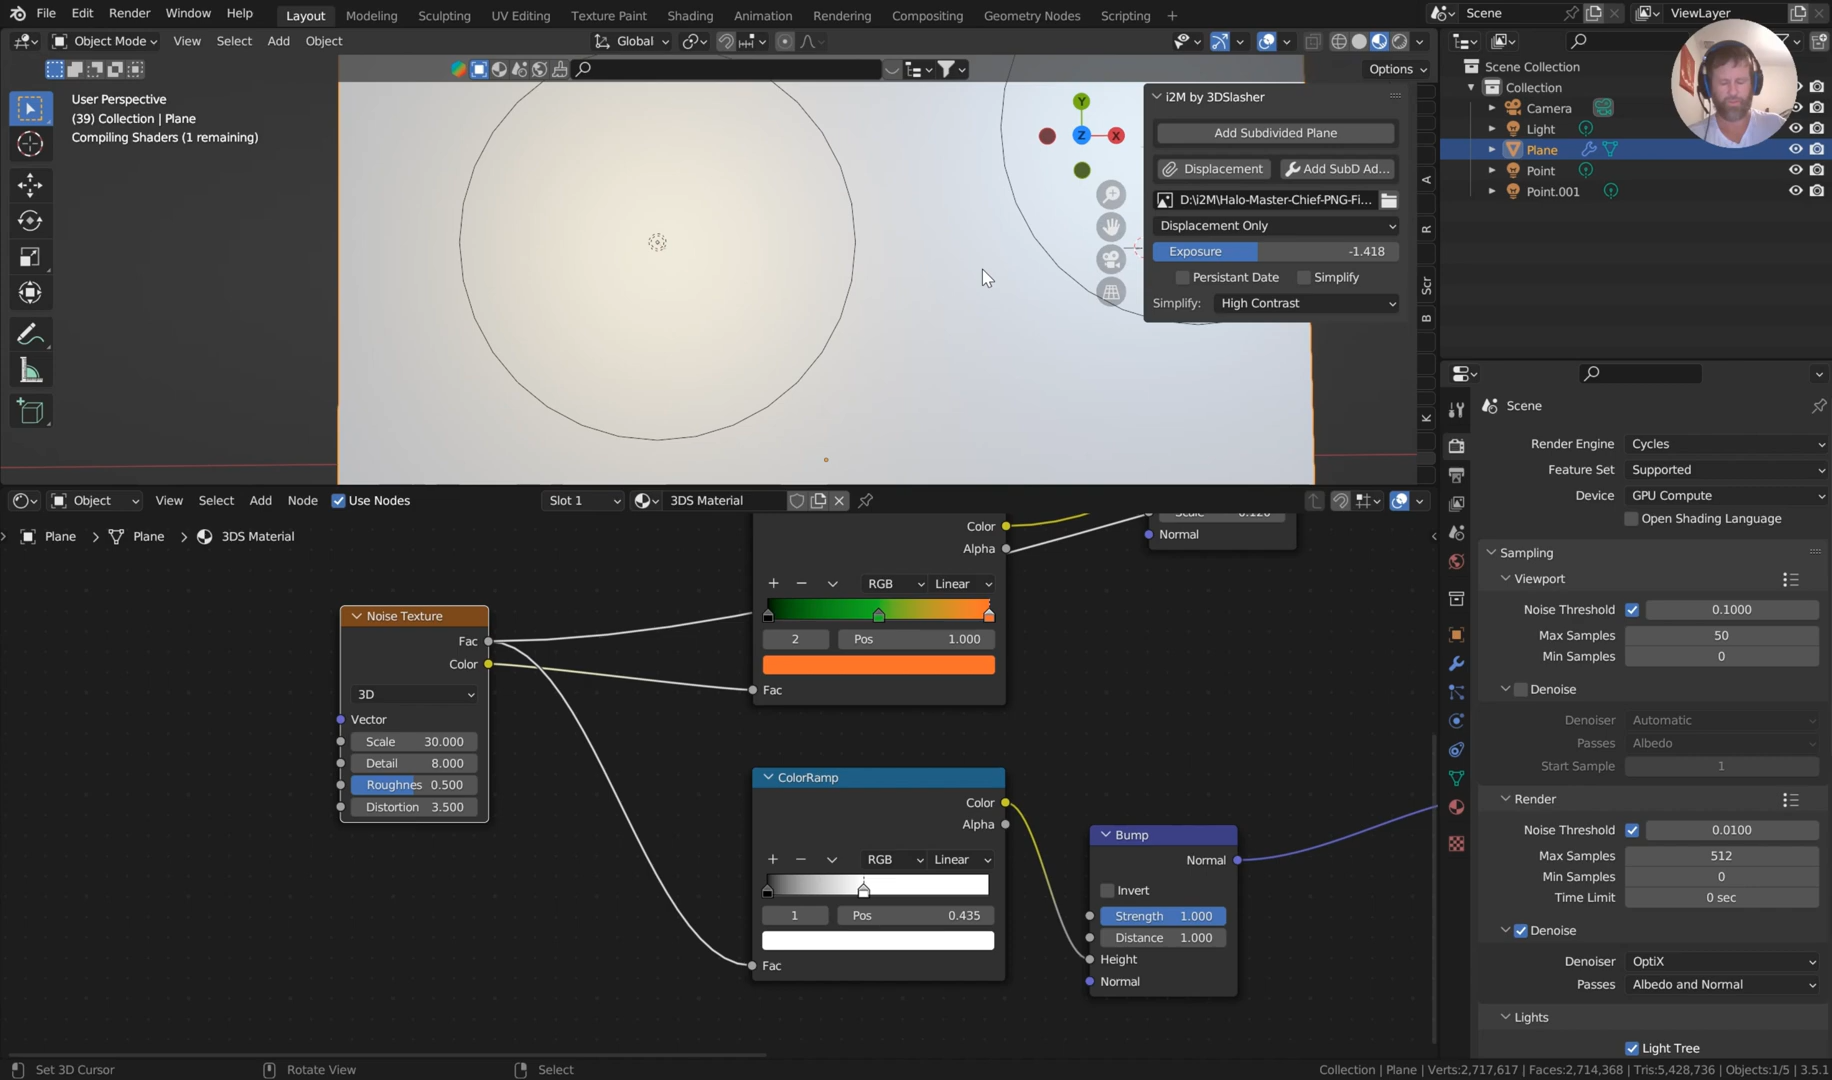 File Edit Render Window Help Layout Modeling Sculpting UV Editing Texture Paint Shading Animation Rendering Compositing Geometry Nodes Scripting + Scene ViewLayer
Object Mode View Select Add Object Global
Options
User Perspective
(39) Collection | Plane
Compiling Shaders (1 remaining)
Y
Z
X
i2M by 3DSlasher
Add Subdivided Plane
Displacement Add SubD Ad...
D:\i2M\Halo-Master-Chief-PNG-Fi...
Displacement Only
Exposure -1.418
Persistant Date Simplify
Simplify: High Contrast
A
R
Scr
B
K
Scene Collection
Collection
Camera
Light
Plane
Point
Point.001
Scene
Render Engine Cycles
Feature Set Supported
Device GPU Compute
Open Shading Language
Sampling
Viewport
Noise Threshold 0.1000
Max Samples 50
Min Samples 0
Denoise
Denoiser Automatic
Passes Albedo
Start Sample 1
Render
Noise Threshold 0.0100
Max Samples 512
Min Samples 0
Time Limit 0 sec
Denoise
Denoiser OptiX
Passes Albedo and Normal
Lights
Light Tree
Object View Select Add Node Use Nodes Slot 1 3DS Material
Plane Plane 3DS Material
Color
Alpha
RGB Linear
2 Pos 1.000
Fac
Scale 0.120
Normal
Noise Texture
Fac
Color
3D
Vector
Scale 30.000
Detail 8.000
Roughnes 0.500
Distortion 3.500
ColorRamp
Color
Alpha
RGB Linear
1 Pos 0.435
Fac
Bump
Normal
Invert
Strength 1.000
Distance 1.000
Height
Normal
Set 3D Cursor Rotate View Select Collection | Plane | Verts:2,717,617 | Faces:2,714,368 | Tris:5,428,736 | Objects:1/5 | 3.5.1